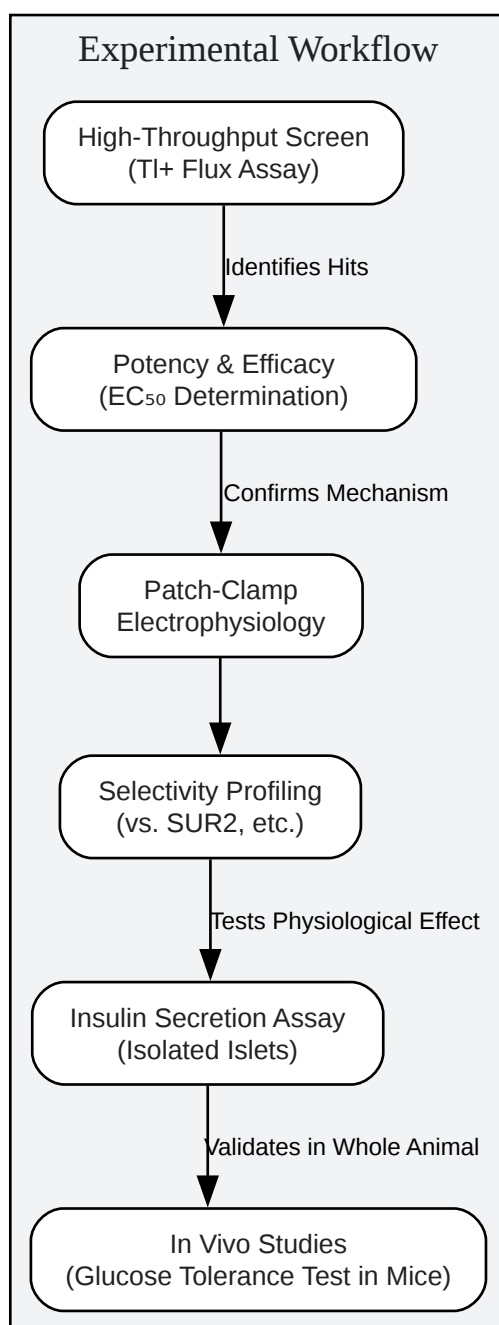 Experimental Workflow
High-Throughput Screen
(Tl+ Flux Assay)
Identifies Hits
Potency & Efficacy
(EC₅₀ Determination)
Confirms Mechanism
Patch-Clamp
Electrophysiology
Selectivity Profiling
(vs. SUR2, etc.)
Tests Physiological Effect
Insulin Secretion Assay
(Isolated Islets)
Validates in Whole Animal
In Vivo Studies
(Glucose Tolerance Test in Mice)